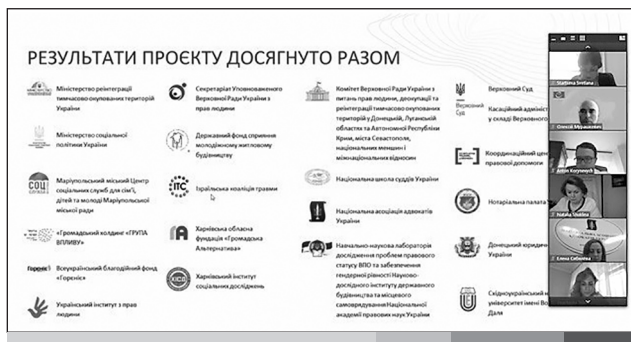 РЕЗУЛЬТАТИ ПРОЄКТУ ДОСЯГНУТО РАЗОМ
Міністерство реінтеграції
тимчасово окупованих територій
України
Міністерство соціальної
політики України
Маріупольський міський Центр
соціальних служб для сім'ї,
дітей та молоді Маріупольської
міської ради
«Громадський холдинг «ГРУПА
ВПЛИВУ»
Всеукраїнський благодійний фонд
«Горєніє»
Український інститут з прав
людини
Секретаріат Уповноваженого
Верховної Ради України з
прав людини
Державний фонд сприяння
молодіжному житловому
будівництву
ITC
Ізраїльська коаліція травми
Харківська обласна
фундація «Громадська
Альтернатива»
Харківський інститут
соціальних досліджень
Комітет Верховної Ради України з
питань прав людини, деокупації та
реінтеграції тимчасово окупованих
територій у Донецькій, Луганській
областях та Автономної Республіки
Крим, міста Севастополя,
національних меншин і
міжнаціональних відносин
Національна школа суддів України
Національна асоціація адвокатів
України
Навчально-наукова лабораторія
дослідження проблем правового
статусу ВПО та забезпечення
гендерної рівності Науково-
дослідного інституту державного
будівництва та місцевого
самоврядування Національної
академії правових наук України
Верховний
Суд
Верховний Суд
Касаційний адмініст
у складі Верховного
Координаційний цен
правової допомоги
Нотаріальна палата
Донецький юридичн
України
Східноукраїнський н
університет імені Во
Даля